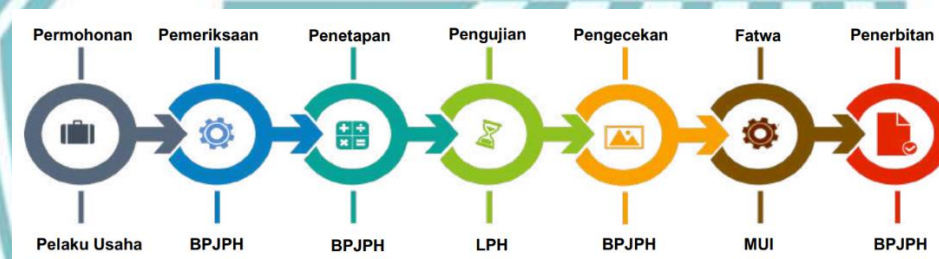 Permohonan Pemeriksaan Penetapan Pengujian Pengecekan Fatwa Penerbitan
Pelaku Usaha BPJPH BPJPH LPH BPJPH MUI BPJPH